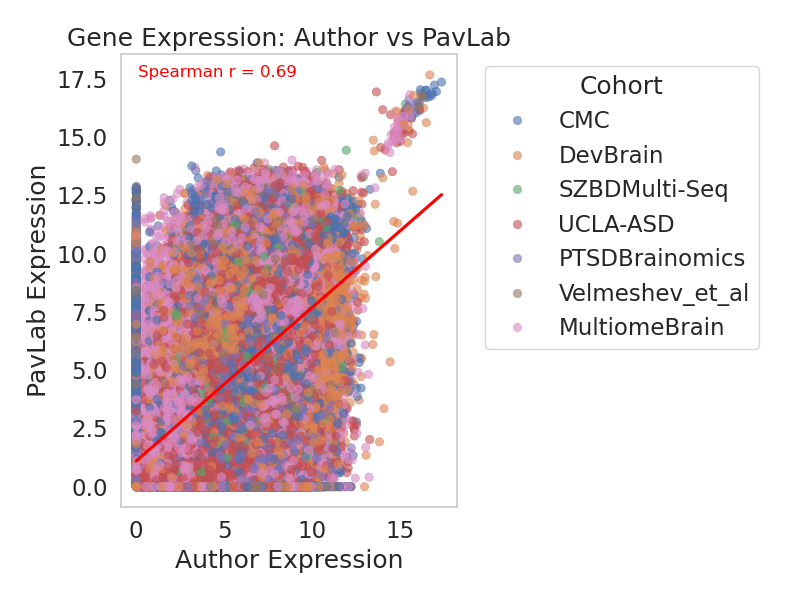 Gene Expression: Author vs PavLab
Spearman r = 0.69
17.5
15.0
12.5
10.0
7.5
5.0
2.5
0.0
PavLab Expression
0
5
10
15
Author Expression
Cohort
CMC
DevBrain
SZBDMulti-Seq
UCLA-ASD
PTSDBrainomics
Velmeshev_et_al
MultiomeBrain